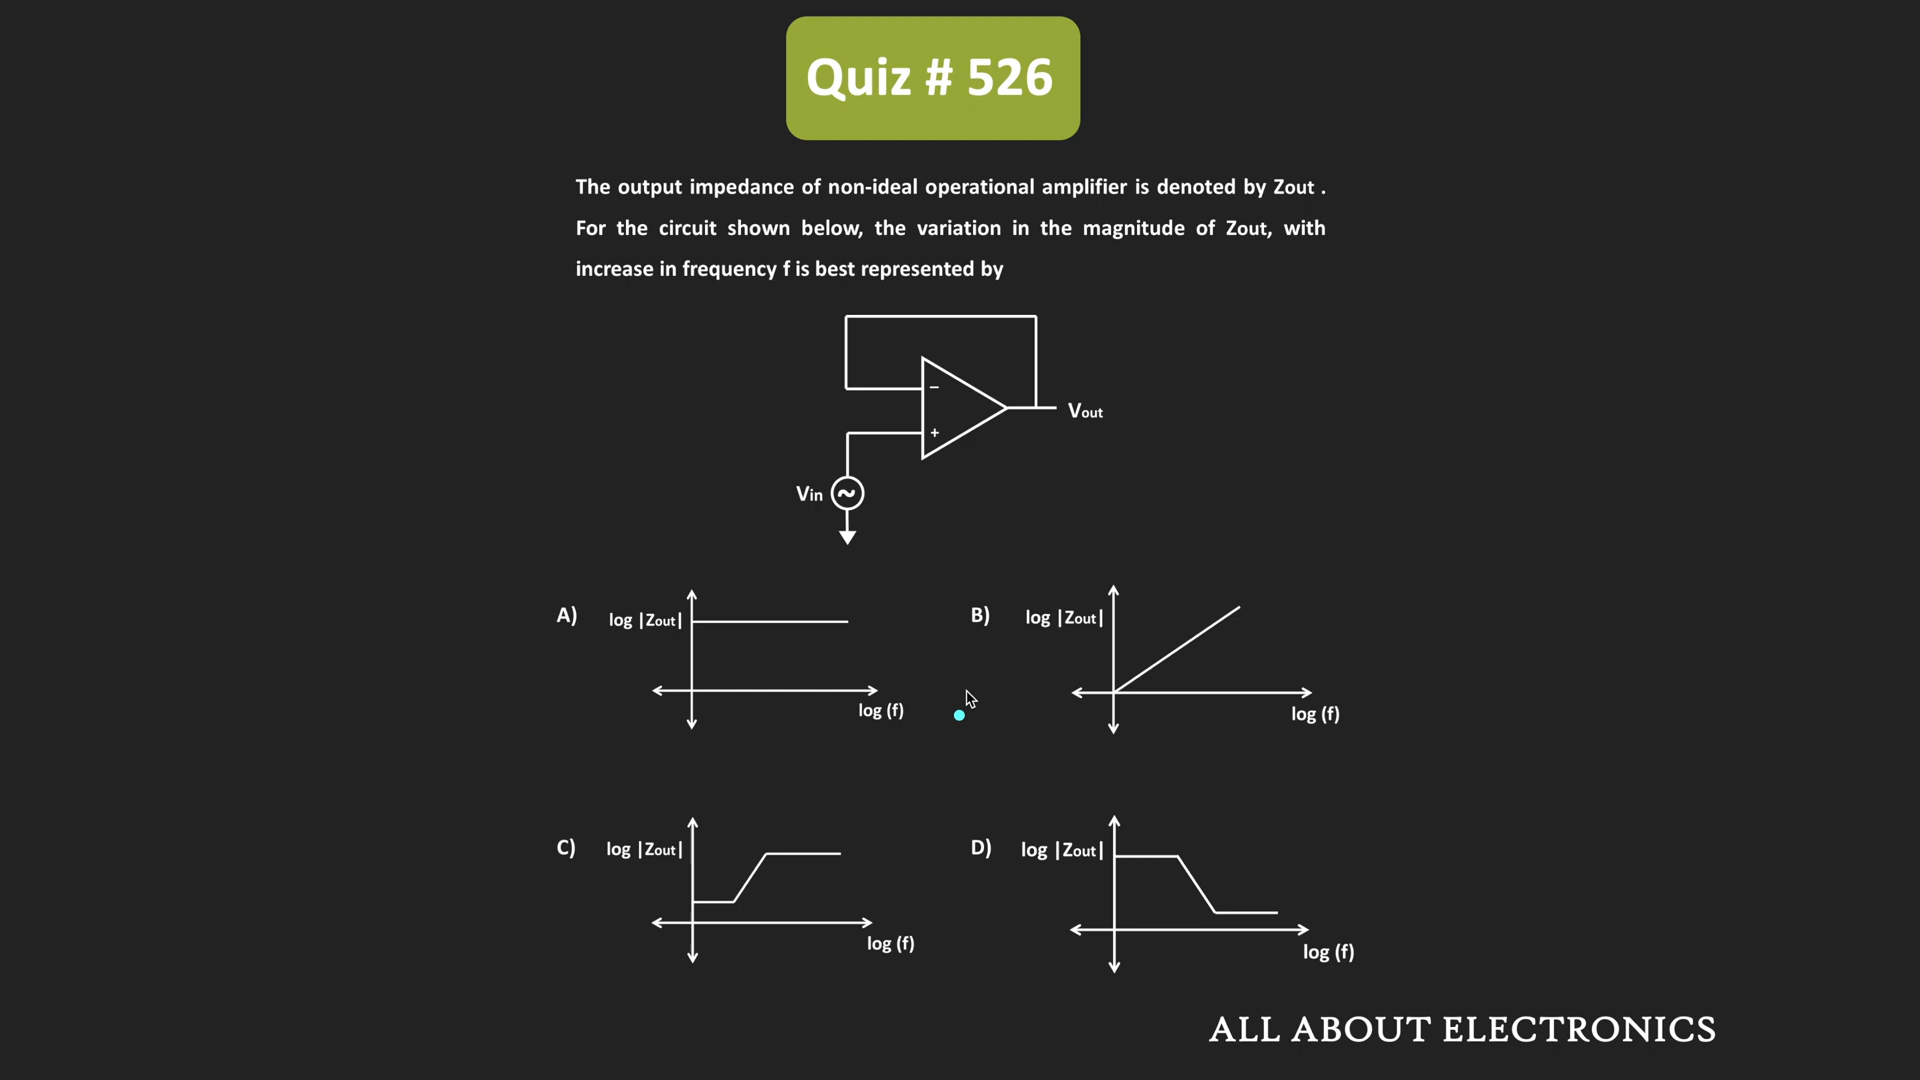 Quiz # 526
The output impedance of non-ideal operational amplifier is denoted by Zout .
For the circuit shown below, the variation in the magnitude of Zout, with
increase in frequency f is best represented by
−
Vout
+
Vin
A) log |Zout|
log (f)
B) log |Zout|
log (f)
C) log |Zout|
log (f)
D) log |Zout|
log (f)
ALL ABOUT ELECTRONICS